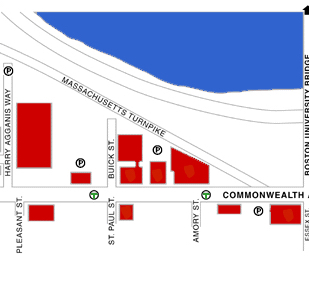 MASSACHUSETTS TURNPIKE
HARRY AGGANIS WAY
BUICK ST.
BOSTON UNIVERSITY BRIDGE
P
P
P
T
T
COMMONWEALTH A
PLEASANT ST.
ST. PAUL ST.
AMORY ST.
P
ESSEX ST.